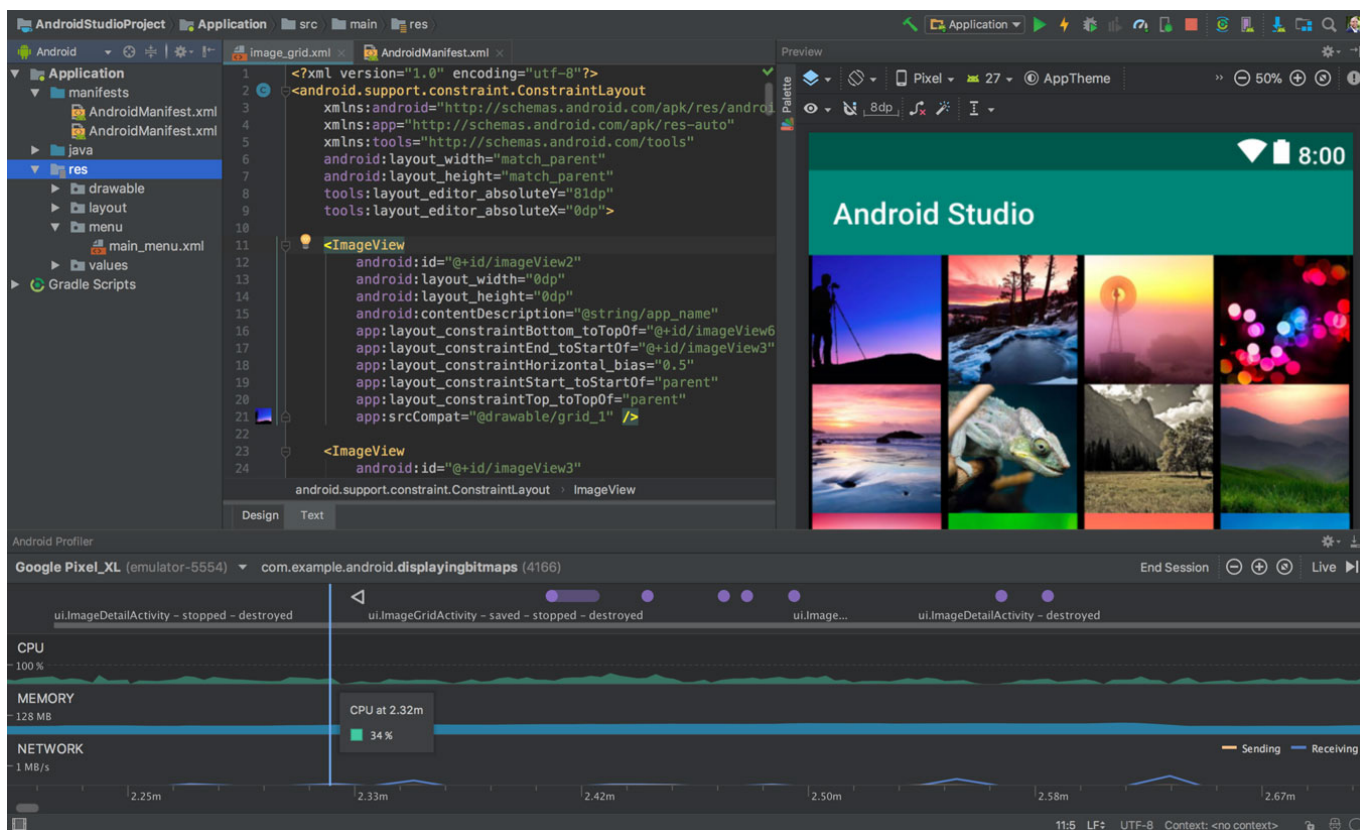 AndroidStudioProject Application src main res
Application
Android
image_grid.xml
AndroidManifest.xml
Preview
Application
manifests
AndroidManifest.xml
AndroidManifest.xml
java
res
drawable
layout
menu
main_menu.xml
values
Gradle Scripts
1 <?xml version="1.0" encoding="utf-8"?>
2 <android.support.constraint.ConstraintLayout
3 xmlns:android="http://schemas.android.com/apk/res/androi
4 xmlns:app="http://schemas.android.com/apk/res-auto"
5 xmlns:tools="http://schemas.android.com/tools"
6 android:layout_width="match_parent"
7 android:layout_height="match_parent"
8 tools:layout_editor_absoluteY="81dp"
9 tools:layout_editor_absoluteX="0dp">
10
11 <ImageView
12 android:id="@+id/imageView2"
13 android:layout_width="0dp"
14 android:layout_height="0dp"
15 android:contentDescription="@string/app_name"
16 app:layout_constraintBottom_toTopOf="@+id/imageView6
17 app:layout_constraintEnd_toStartOf="@+id/imageView3"
18 app:layout_constraintHorizontal_bias="0.5"
19 app:layout_constraintStart_toStartOf="parent"
20 app:layout_constraintTop_toTopOf="parent"
21 app:srcCompat="@drawable/grid_1" />
22
23 <ImageView
24 android:id="@+id/imageView3"
android.support.constraint.ConstraintLayout › ImageView
Design Text
Palette
Pixel 27 AppTheme » 50%
8dp
8:00
Android Studio
Android Profiler
Google Pixel_XL (emulator-5554) com.example.android.displayingbitmaps (4166) End Session Live
ui.ImageDetailActivity – stopped – destroyed
ui.ImageGridActivity – saved – stopped – destroyed
ui.Image...
ui.ImageDetailActivity – destroyed
CPU
100 %
MEMORY
128 MB
CPU at 2.32m
34 %
NETWORK
Sending Receiving
1 MB/s
2.25m 2.33m 2.42m 2.50m 2.58m 2.67m
11:5 LF÷ UTF-8 Context: <no context>